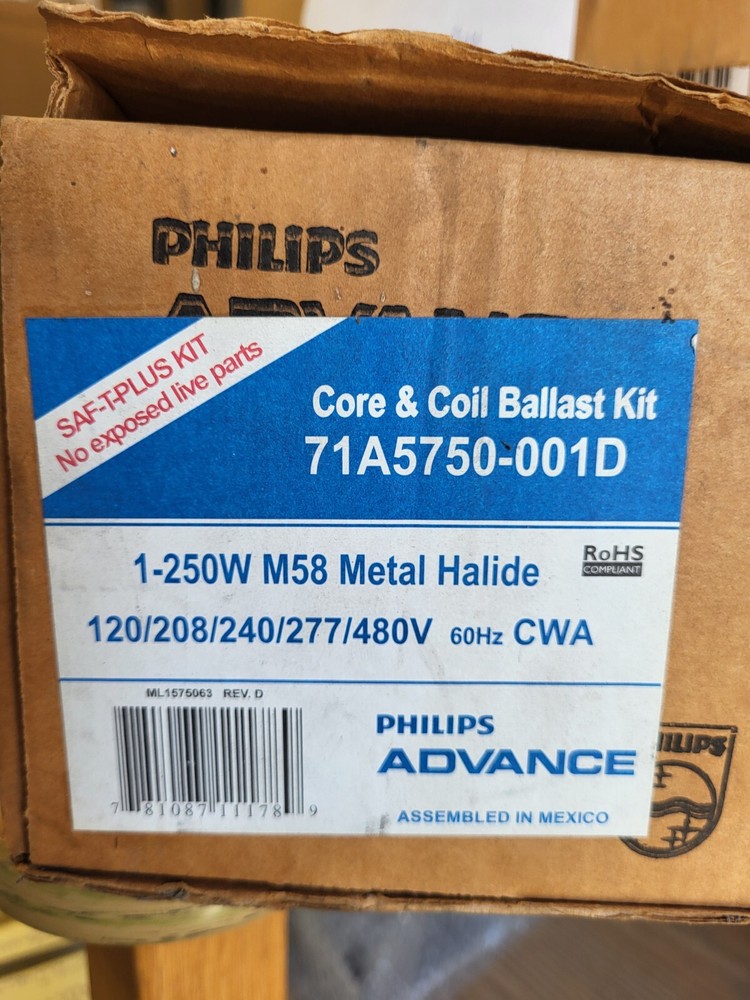 PHILIPS
SAF-T-PLUS KIT
No exposed live parts
Core & Coil Ballast Kit
71A5750-001D
1-250W M58 Metal Halide
RoHS
COMPLIANT
120/208/240/277/480V 60Hz CWA
ML1575063 REV. D
7 81087 11178 9
PHILIPS
ADVANCE
ASSEMBLED IN MEXICO